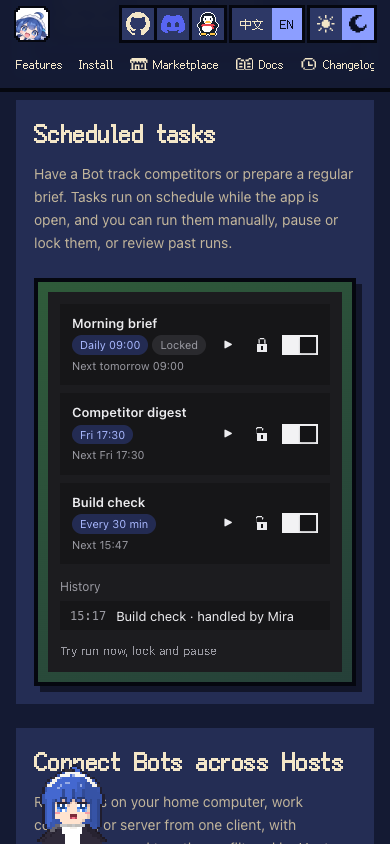 中文 EN
Features Install Marketplace Docs Changelog
Scheduled tasks
Have a Bot track competitors or prepare a regular
brief. Tasks run on schedule while the app is
open, and you can run them manually, pause or
lock them, or review past runs.
Morning brief
Daily 09:00 Locked
Next tomorrow 09:00
Competitor digest
Fri 17:30
Next Fri 17:30
Build check
Every 30 min
Next 15:47
History
15:17 Build check · handled by Mira
Try run now, lock and pause
Connect Bots across Hosts
on your home computer, work
or server from one client, with